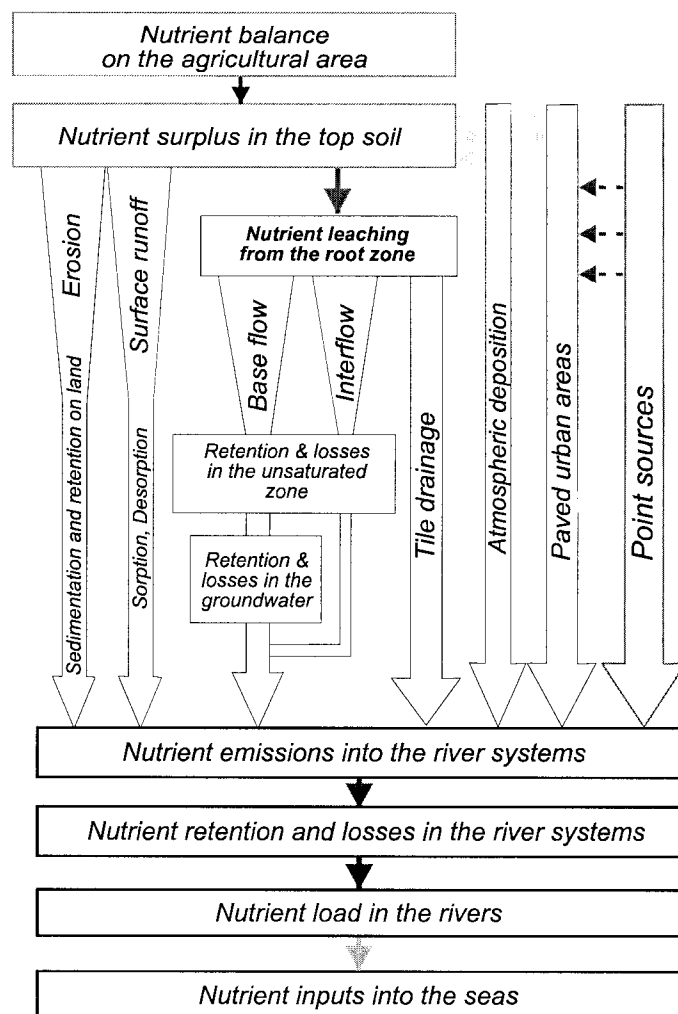 Nutrient balance
on the agricultural area
Nutrient surplus in the top soil
Erosion
Sedimentation and retention on land
Surface runoff
Sorption, Desorption
Nutrient leaching
from the root zone
Base flow
Interflow
Retention & losses
in the unsaturated
zone
Retention &
losses in the
groundwater
Tile drainage
Atmospheric deposition
Paved urban areas
Point sources
Nutrient emissions into the river systems
Nutrient retention and losses in the river systems
Nutrient load in the rivers
Nutrient inputs into the seas